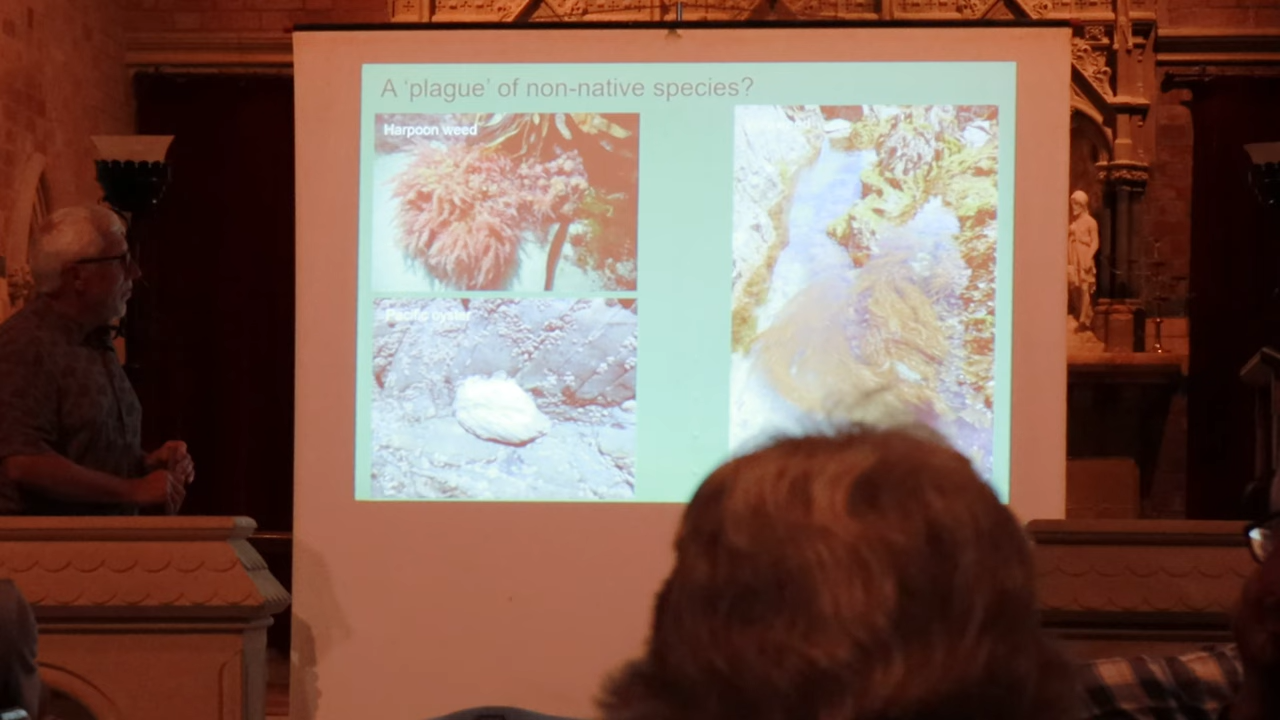 A 'plague' of non-native species?
Harpoon weed
Pacific oyster